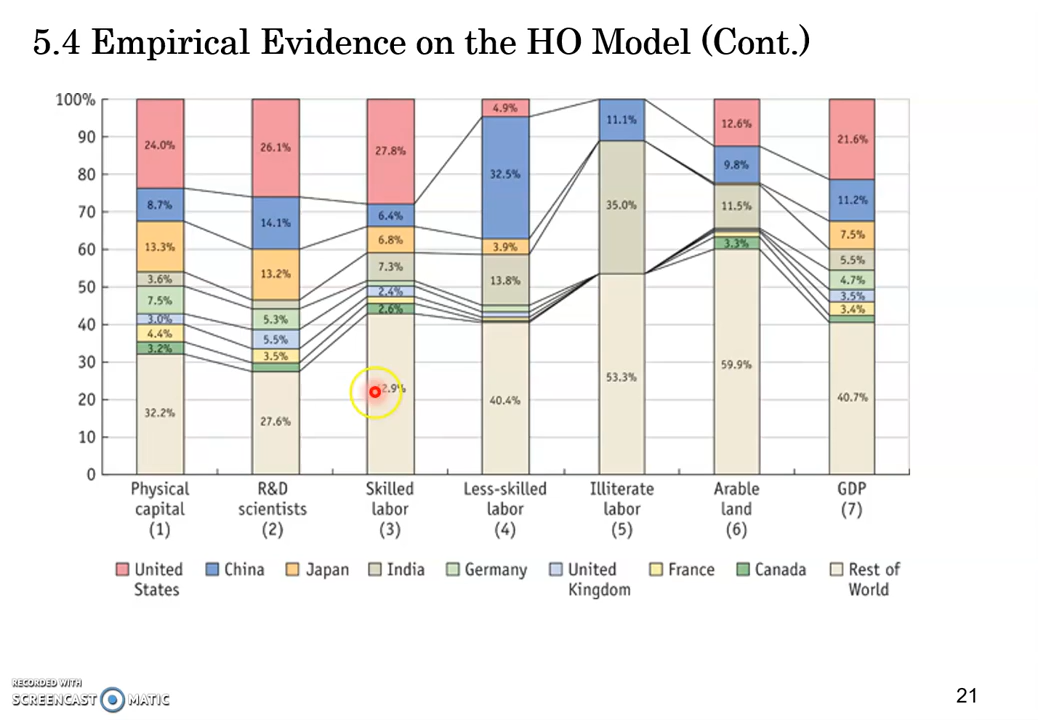 5.4 Empirical Evidence on the HO Model (Cont.)
100%
90
80
70
60
50
40
30
20
10
0
24.0%
8.7%
13.3%
3.6%
7.5%
3.0%
4.4%
3.2%
32.2%
26.1%
14.1%
13.2%
5.3%
5.5%
3.5%
27.6%
27.8%
6.4%
6.8%
7.3%
2.4%
2.6%
4.9%
32.5%
3.9%
13.8%
40.4%
11.1%
35.0%
53.3%
12.6%
9.8%
11.5%
3.3%
59.9%
21.6%
11.2%
7.5%
5.5%
4.7%
3.5%
3.4%
40.7%
Physical
capital
(1)
R&D
scientists
(2)
Skilled
labor
(3)
Less-skilled
labor
(4)
Illiterate
labor
(5)
Arable
land
(6)
GDP
(7)
United
States
China
Japan
India
Germany
United
Kingdom
France
Canada
Rest of
World
RECORDED WITH
SCREENCAST MATIC
21